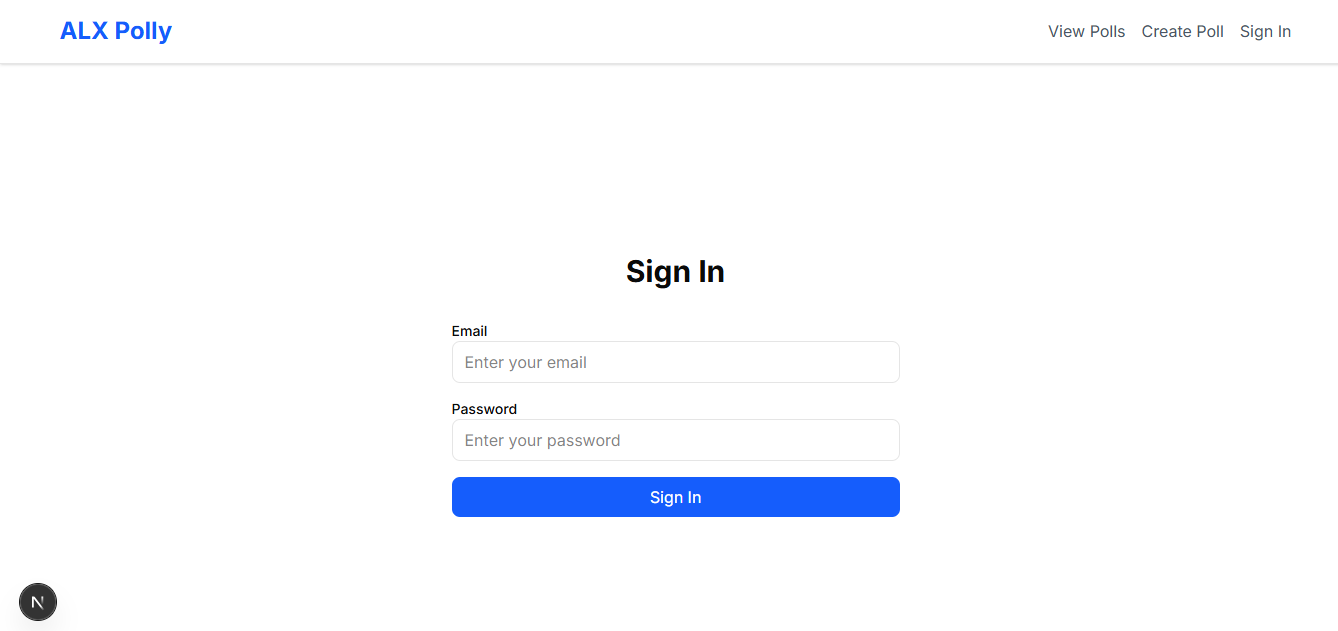 ALX Polly
View Polls Create Poll Sign In
Sign In
Email
Enter your email
Password
Enter your password
Sign In
N